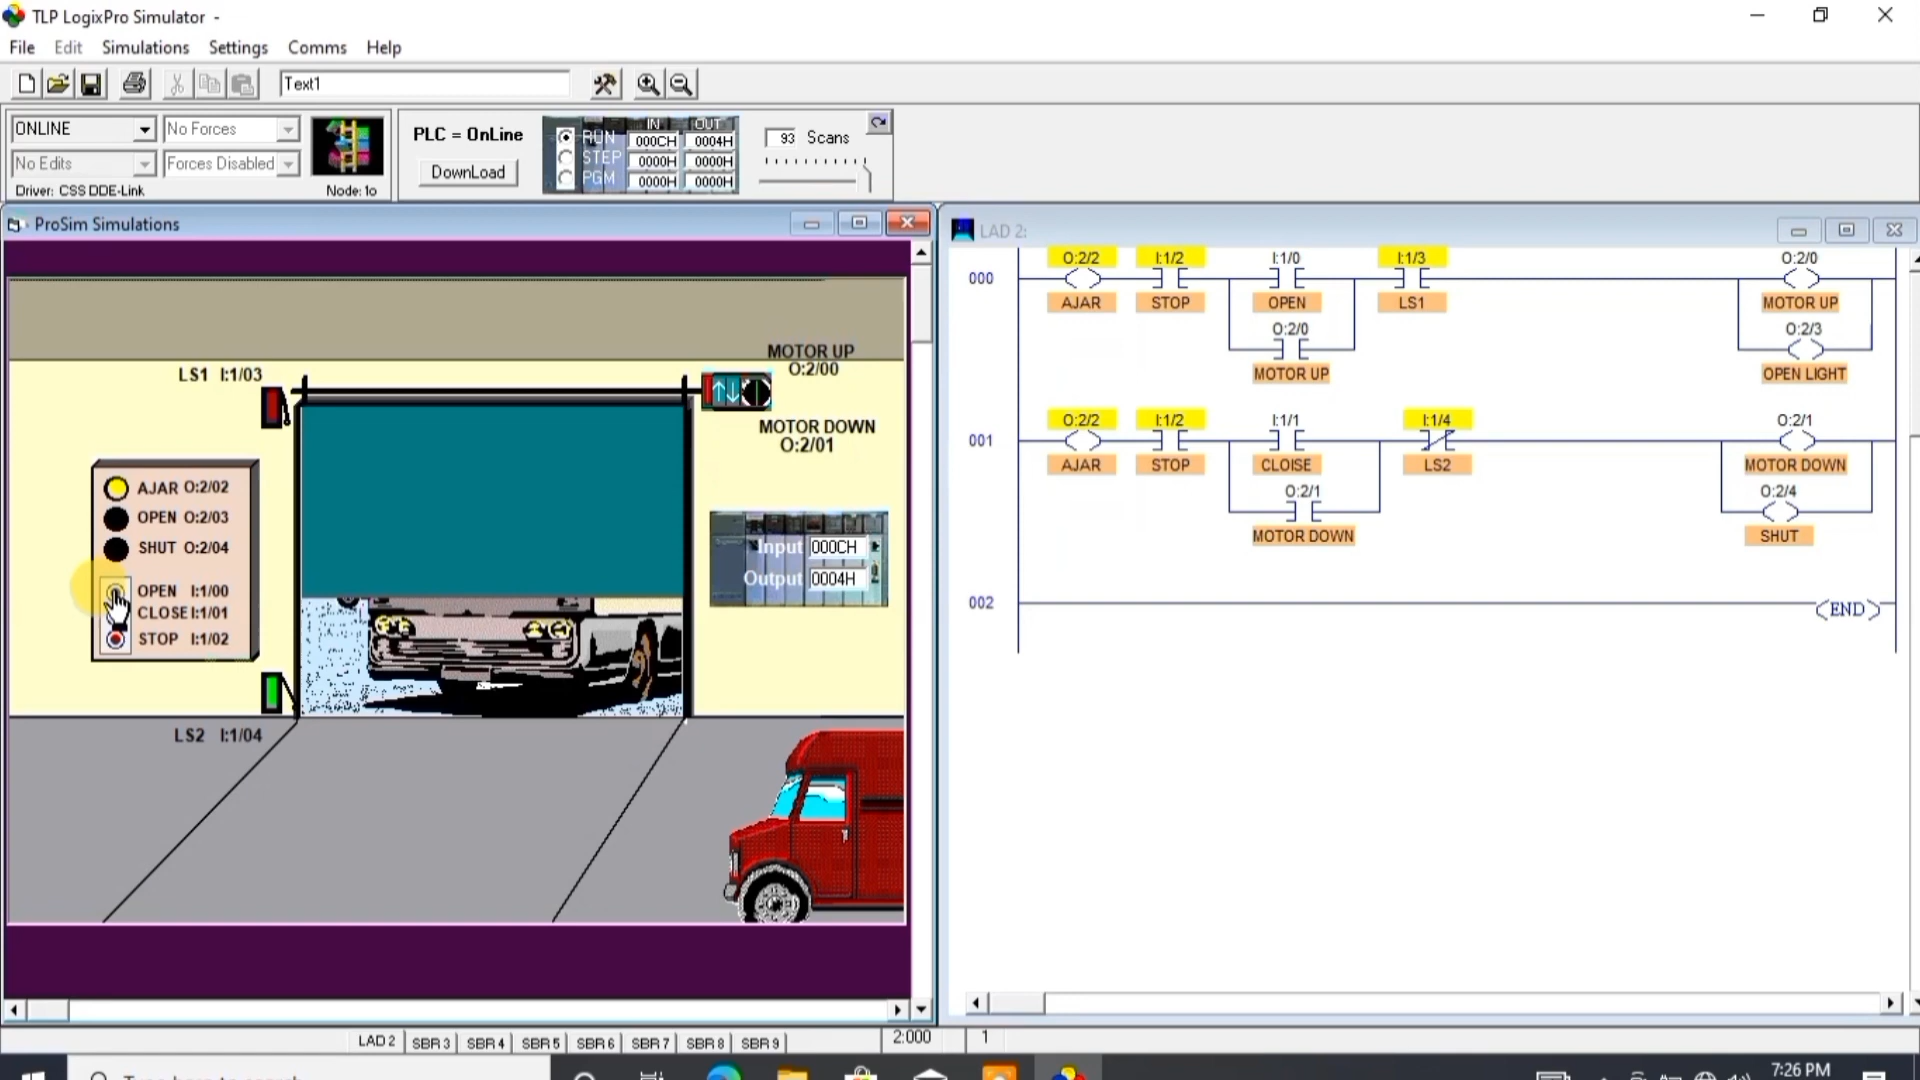 TLP LogixPro Simulator -
File Edit Simulations Settings Comms Help
Text1
ONLINE No Forces
No Edits Forces Disabled
Driver: CSS DDE-Link Node: 1o
PLC = OnLine
DownLoad
IN OUT
RUN 000CH 0004H
STEP 0000H 0000H
PGM 0000H 0000H
93 Scans
ProSim Simulations
MOTOR UP
O:2/00
LS1 I:1/03
MOTOR DOWN
O:2/01
AJAR O:2/02
OPEN O:2/03
SHUT O:2/04
OPEN I:1/00
CLOSE I:1/01
STOP I:1/02
Input 000CH
Output 0004H
LS2 I:1/04
LAD 2:
O:2/2 I:1/2 I:1/0 I:1/3 O:2/0
000
AJAR STOP OPEN LS1 MOTOR UP
O:2/0 O:2/3
MOTOR UP OPEN LIGHT
O:2/2 I:1/2 I:1/1 I:1/4 O:2/1
001
AJAR STOP CLOISE LS2 MOTOR DOWN
O:2/1 O:2/4
MOTOR DOWN SHUT
002 END
LAD 2 SBR 3 SBR 4 SBR 5 SBR 6 SBR 7 SBR 8 SBR 9 2:000 1
Type here to search
7:26 PM